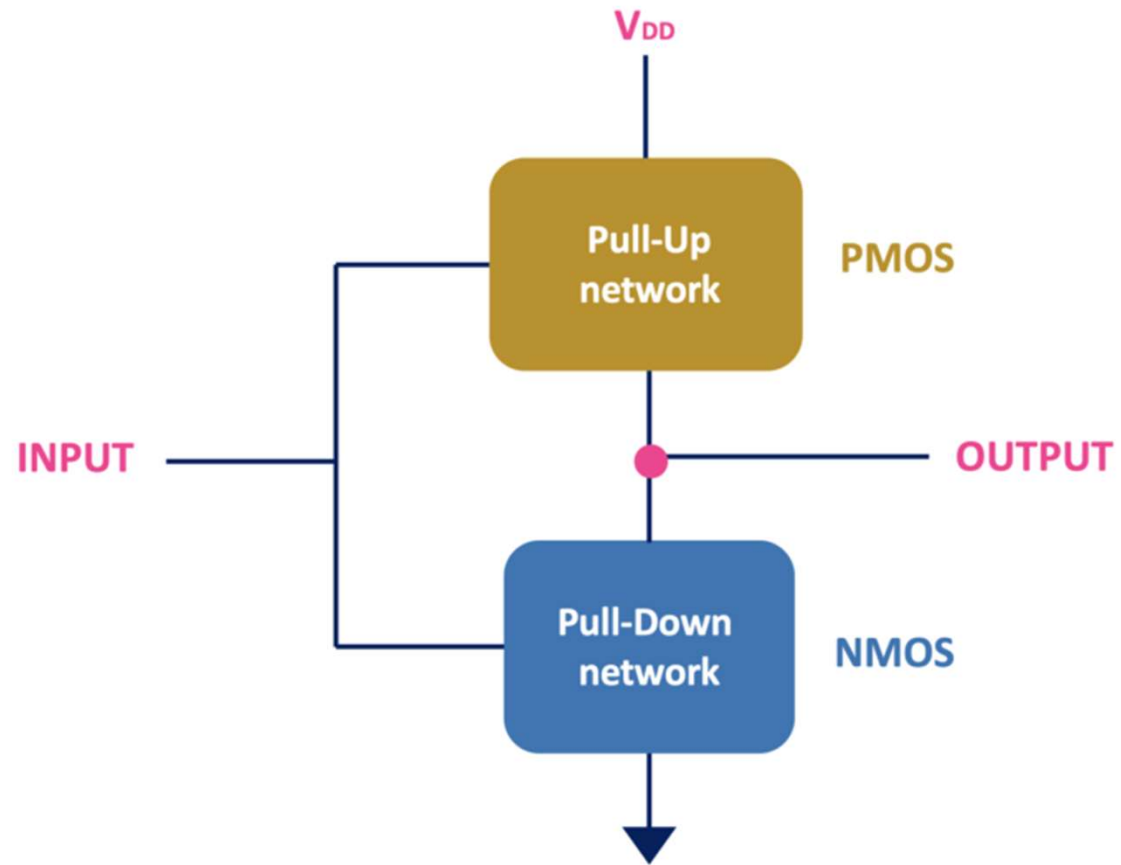 VDD
Pull-Up
network
PMOS
INPUT
OUTPUT
Pull-Down
network
NMOS